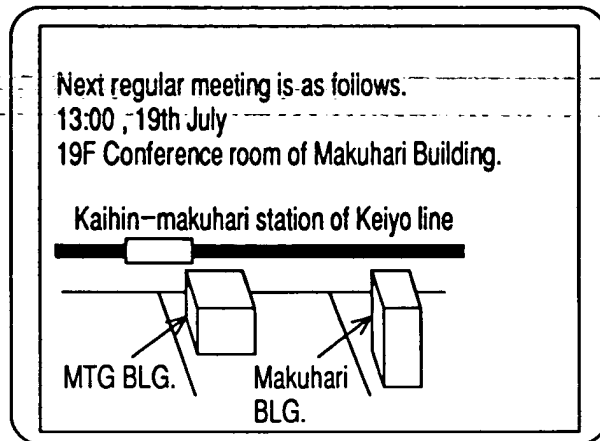 Next regular meeting is as follows.
13:00 , 19th July
19F Conference room of Makuhari Building.
Kaihin-makuhari station of Keiyo line
MTG BLG.
Makuhari
BLG.